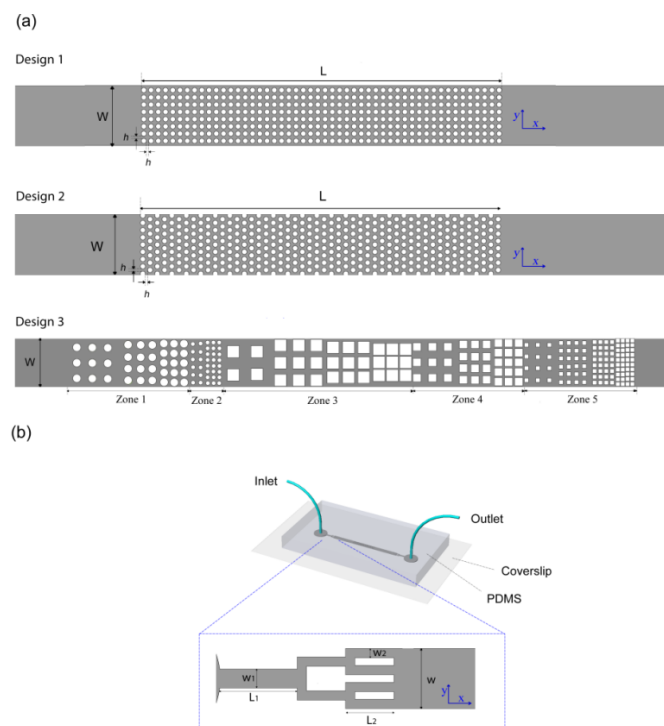 (a)
Design 1
L
W
h
h
y
x
Design 2
L
W
h
h
y
x
Design 3
W
Zone 1 Zone 2 Zone 3 Zone 4 Zone 5
(b)
Inlet
Outlet
Coverslip
PDMS
w2
w1
w
y
x
L1
L2